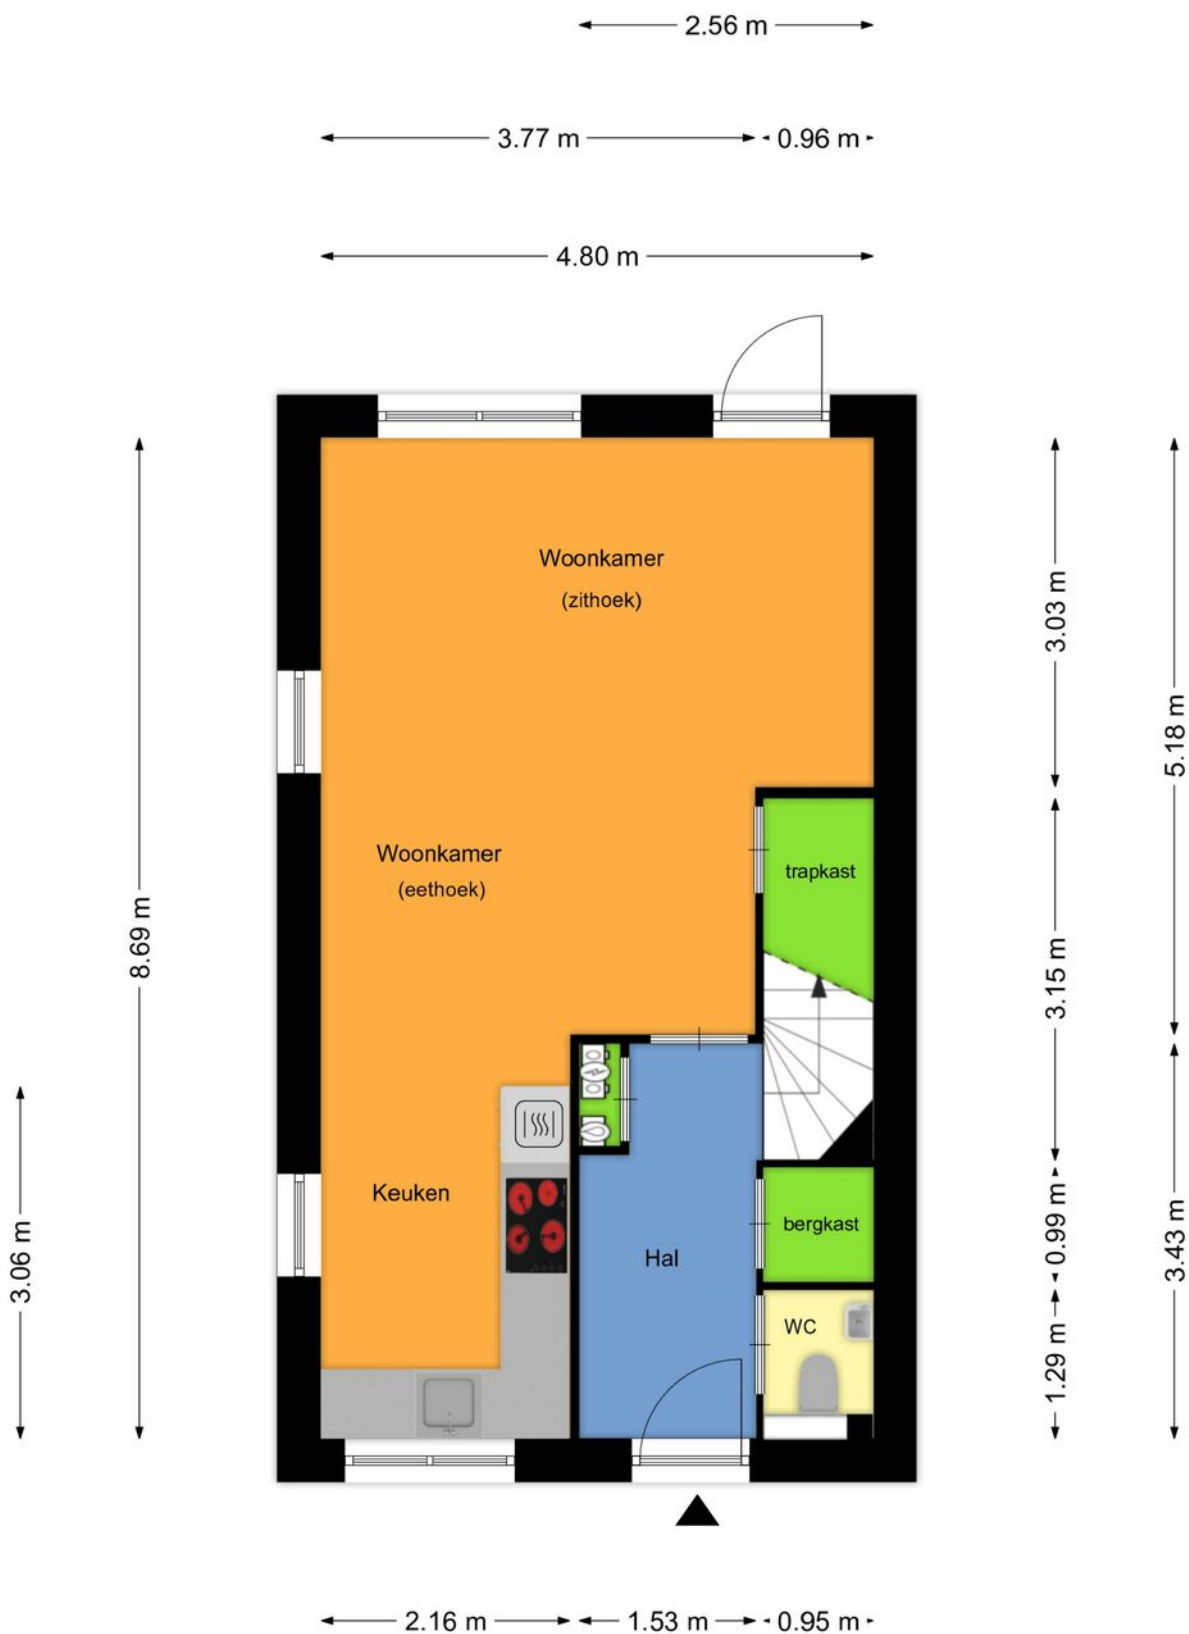 2.56 m
3.77 m
0.96 m
4.80 m
Woonkamer
(zithoek)
3.03 m
5.18 m
Woonkamer
(eethoek)
trapkast
8.69 m
3.15 m
Keuken
Hal
bergkast
WC
3.06 m
0.99 m
3.43 m
1.29 m
2.16 m
1.53 m
0.95 m